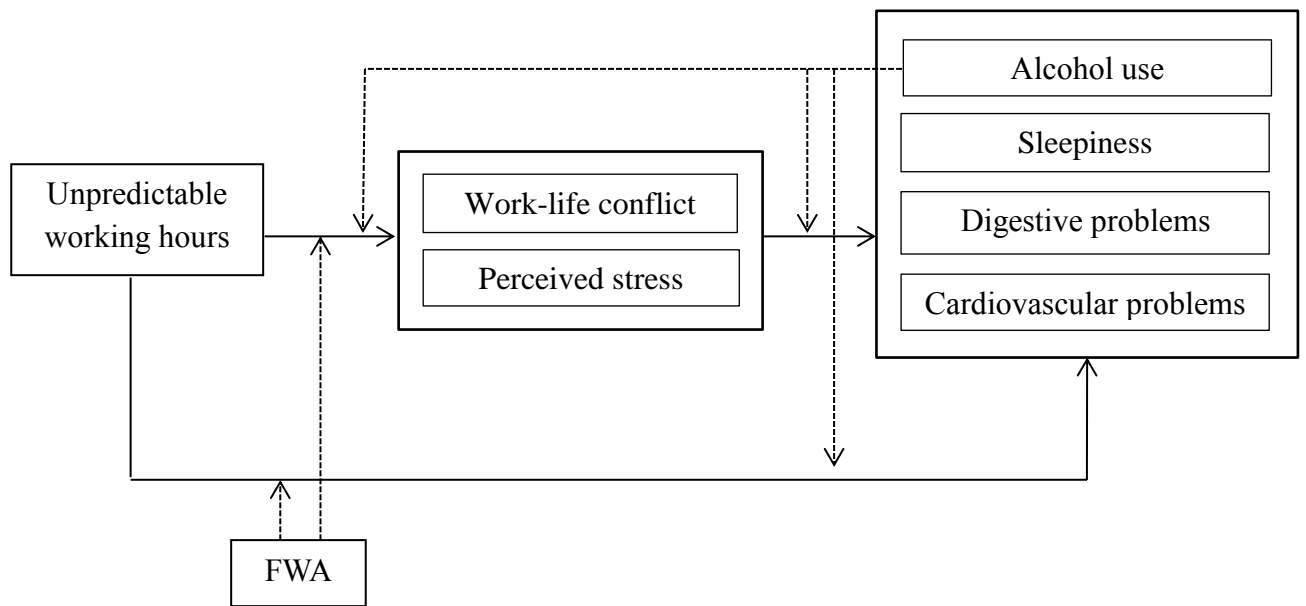 Unpredictable
working hours
Work-life conflict
Perceived stress
Alcohol use
Sleepiness
Digestive problems
Cardiovascular problems
FWA